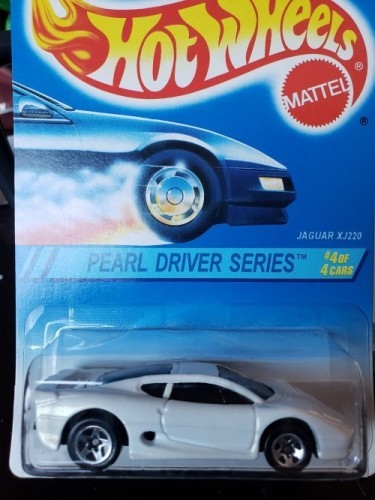 HOT WHEELS
®
MATTEL
®
JAGUAR XJ220
PEARL DRIVER SERIES™
#4 OF
4 CARS